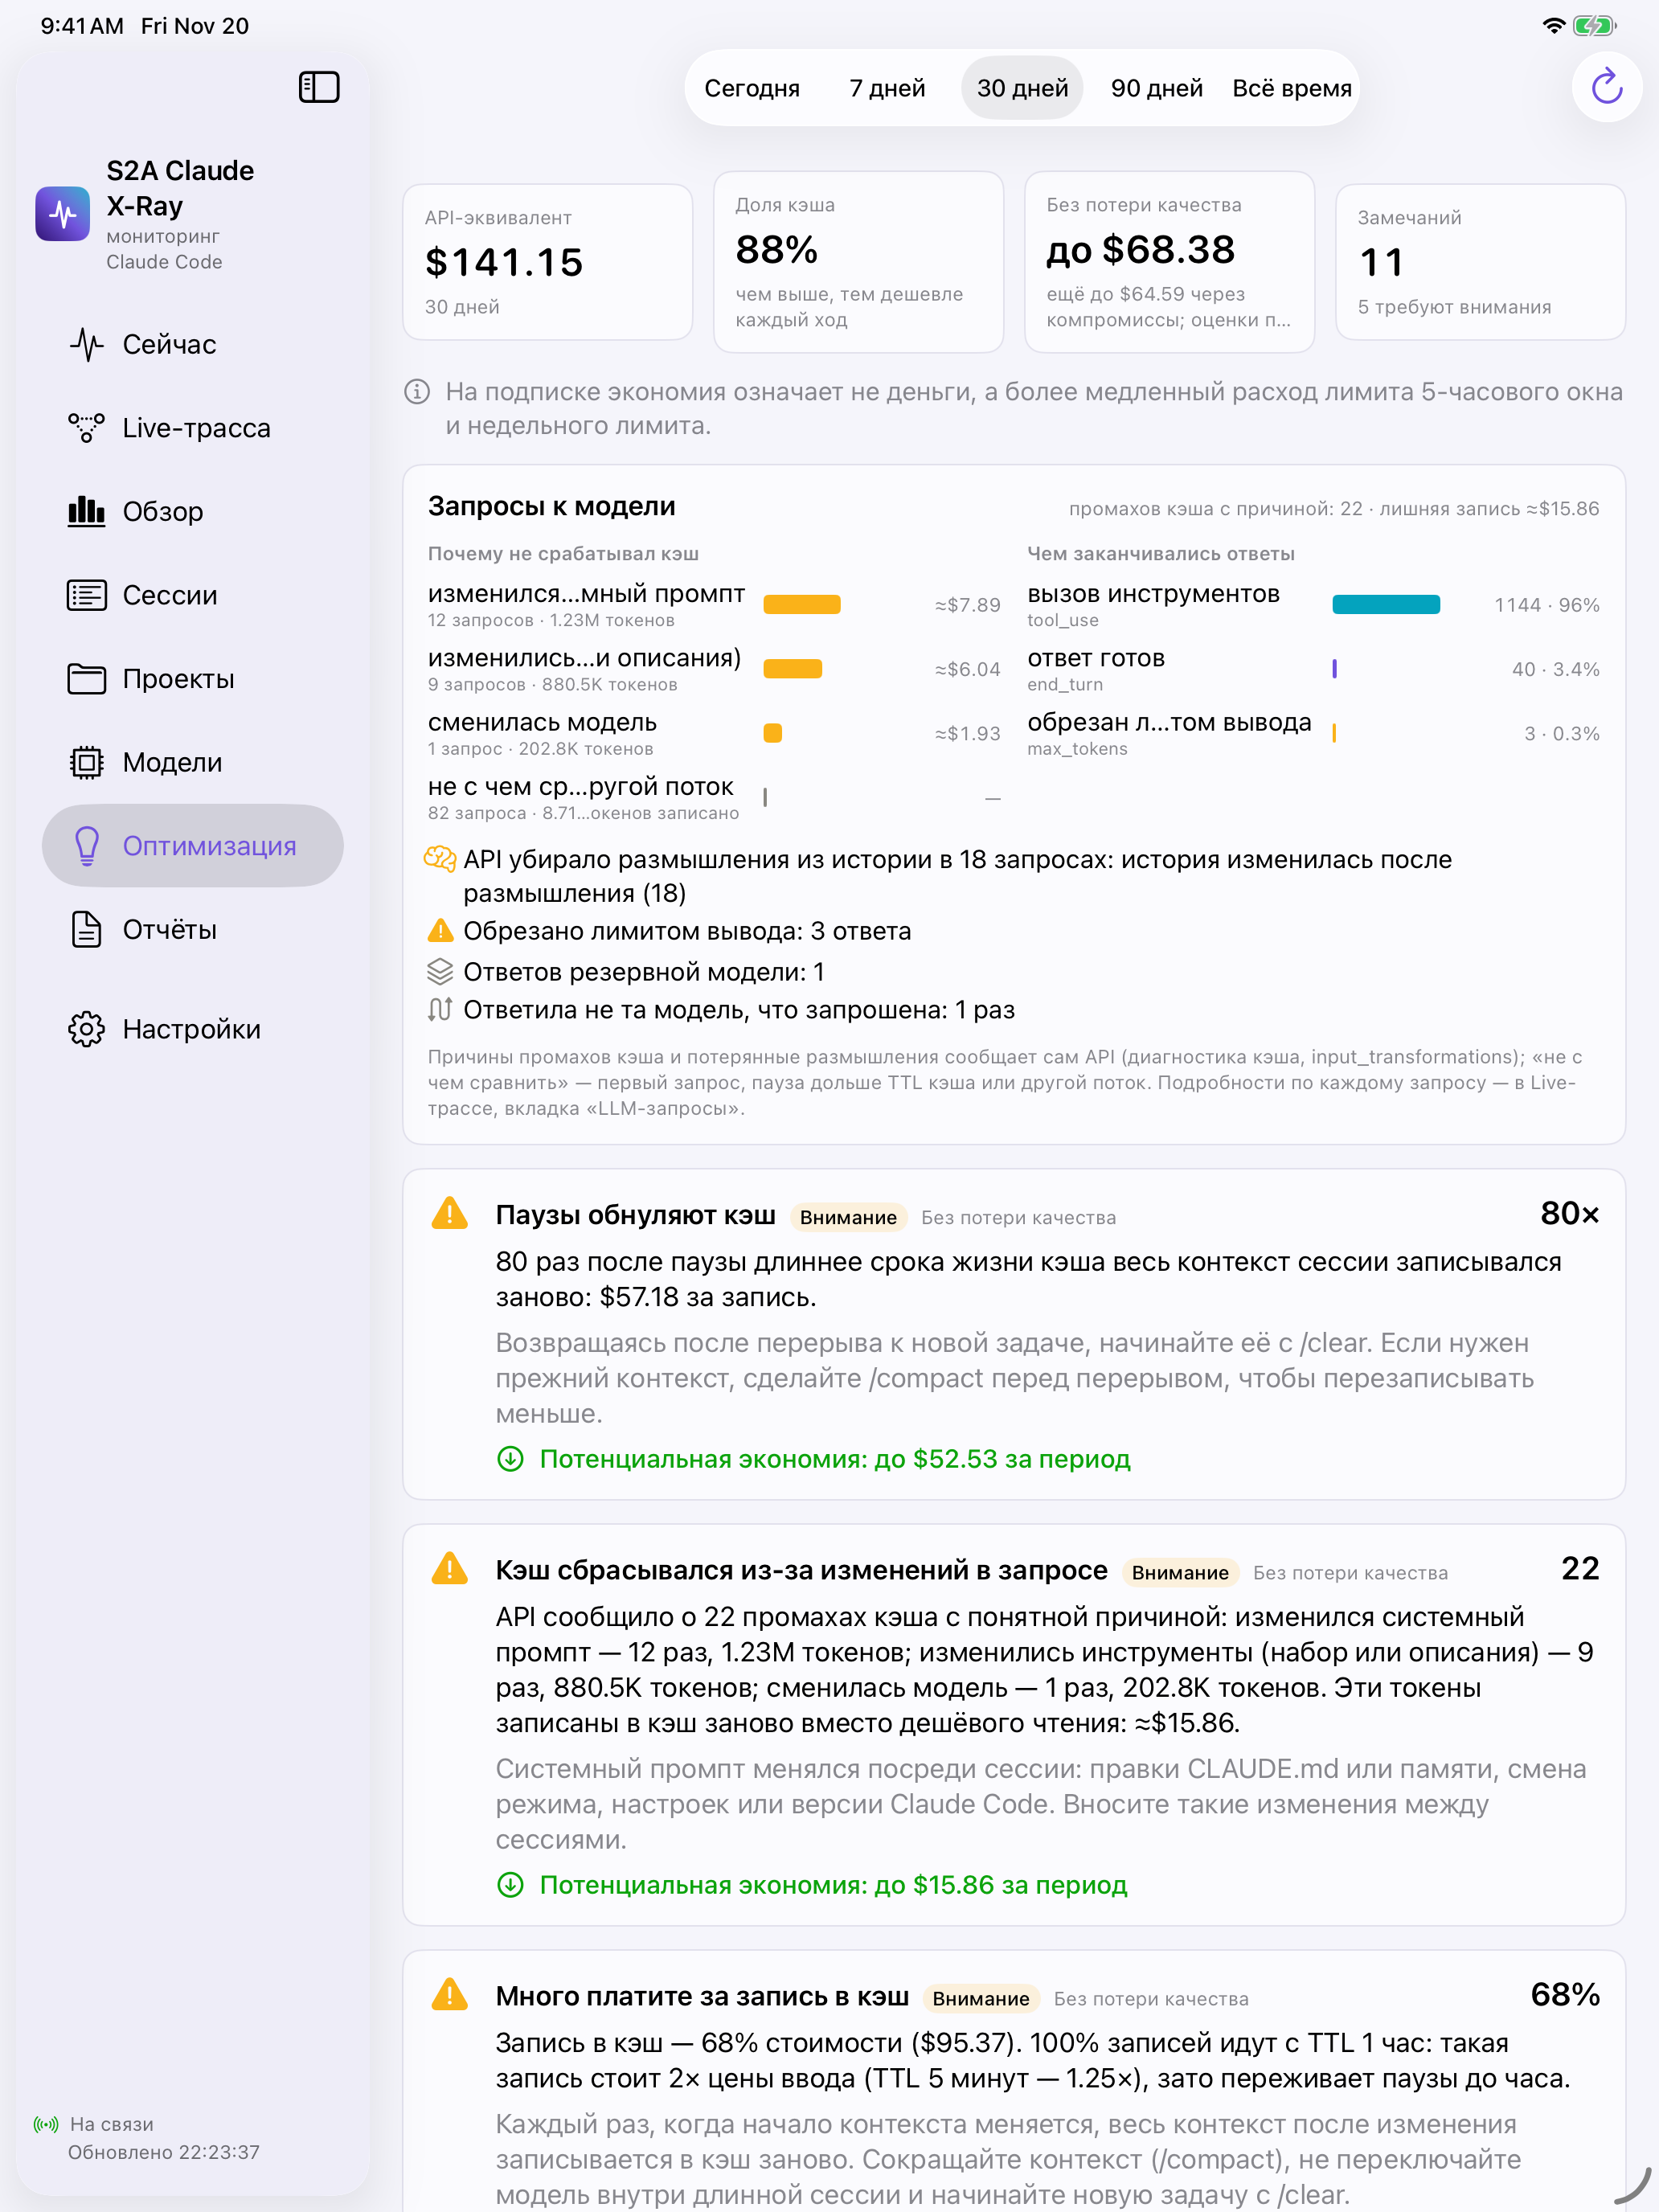 9:41 AM Fri Nov 20
S2A Claude
X-Ray
мониторинг
Claude Code
Сейчас
Live-трасса
Обзор
Сессии
Проекты
Модели
Оптимизация
Отчёты
Настройки
На связи
Обновлено 22:23:37
Сегодня 7 дней 30 дней 90 дней Всё время
API-эквивалент
$141.15
30 дней
Доля кэша
88%
чем выше, тем дешевле
каждый ход
Без потери качества
до $68.38
ещё до $64.59 через
компромиссы; оценки п...
Замечаний
11
5 требуют внимания
На подписке экономия означает не деньги, а более медленный расход лимита 5-часового окна
и недельного лимита.
Запросы к модели
промахов кэша с причиной: 22 · лишняя запись ≈$15.86
Почему не срабатывал кэш
изменился...мный промпт
≈$7.89
12 запросов · 1.23M токенов
изменились...и описания)
≈$6.04
9 запросов · 880.5K токенов
сменилась модель
≈$1.93
1 запрос · 202.8K токенов
не с чем ср...ругой поток
—
82 запроса · 8.71...окенов записано
Чем заканчивались ответы
вызов инструментов
1144 · 96%
tool_use
ответ готов
40 · 3.4%
end_turn
обрезан л...том вывода
3 · 0.3%
max_tokens
API убирало размышления из истории в 18 запросах: история изменилась после
размышления (18)
Обрезано лимитом вывода: 3 ответа
Ответов резервной модели: 1
Ответила не та модель, что запрошена: 1 раз
Причины промахов кэша и потерянные размышления сообщает сам API (диагностика кэша, input_transformations); «не с
чем сравнить» — первый запрос, пауза дольше TTL кэша или другой поток. Подробности по каждому запросу — в Live-
трассе, вкладка «LLM-запросы».
Паузы обнуляют кэш Внимание Без потери качества 80×
80 раз после паузы длиннее срока жизни кэша весь контекст сессии записывался
заново: $57.18 за запись.
Возвращаясь после перерыва к новой задаче, начинайте её с /clear. Если нужен
прежний контекст, сделайте /compact перед перерывом, чтобы перезаписывать
меньше.
Потенциальная экономия: до $52.53 за период
Кэш сбрасывался из-за изменений в запросе Внимание Без потери качества 22
API сообщило о 22 промахах кэша с понятной причиной: изменился системный
промпт — 12 раз, 1.23M токенов; изменились инструменты (набор или описания) — 9
раз, 880.5K токенов; сменилась модель — 1 раз, 202.8K токенов. Эти токены
записаны в кэш заново вместо дешёвого чтения: ≈$15.86.
Системный промпт менялся посреди сессии: правки CLAUDE.md или памяти, смена
режима, настроек или версии Claude Code. Вносите такие изменения между
сессиями.
Потенциальная экономия: до $15.86 за период
Много платите за запись в кэш Внимание Без потери качества 68%
Запись в кэш — 68% стоимости ($95.37). 100% записей идут с TTL 1 час: такая
запись стоит 2× цены ввода (TTL 5 минут — 1.25×), зато переживает паузы до часа.
Каждый раз, когда начало контекста меняется, весь контекст после изменения
записывается в кэш заново. Сокращайте контекст (/compact), не переключайте
модель внутри длинной сессии и начинайте новую задачу с /clear.